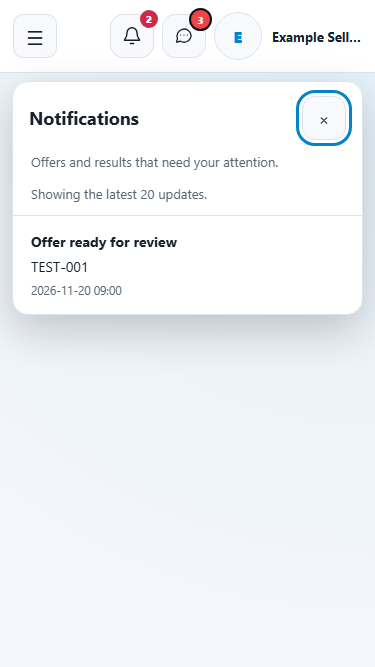 ☰
2
3
E
Example Sell...
Notifications
×
Offers and results that need your attention.
Showing the latest 20 updates.
Offer ready for review
TEST-001
2026-11-20 09:00